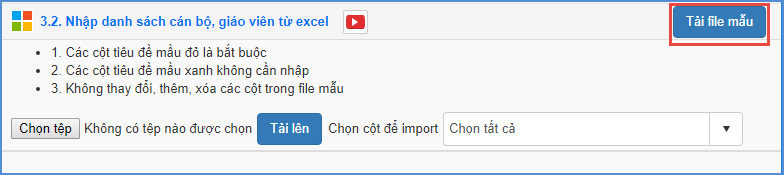 3.2. Nhập danh sách cán bộ, giáo viên từ excel
Tải file mẫu
1. Các cột tiêu đề mầu đỏ là bắt buộc
2. Các cột tiêu đề mầu xanh không cần nhập
3. Không thay đổi, thêm, xóa các cột trong file mẫu
Chọn tệp Không có tệp nào được chọn Tải lên Chọn cột để import Chọn tất cả